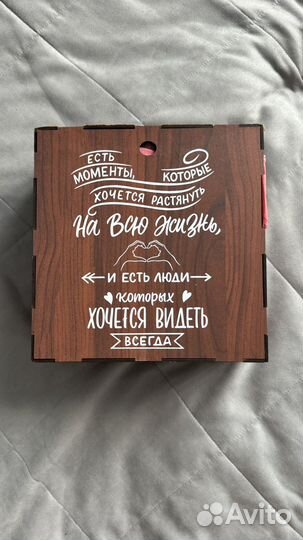 ЕСТЬ
МОМЕНТЫ, КОТОРЫЕ
ХОЧЕТСЯ РАСТЯНУТЬ
На ВСЮ жизнь,
И ЕСТЬ ЛЮДИ
которых
ХОЧЕТСЯ ВИДЕТЬ
ВСЕГДА
Avito